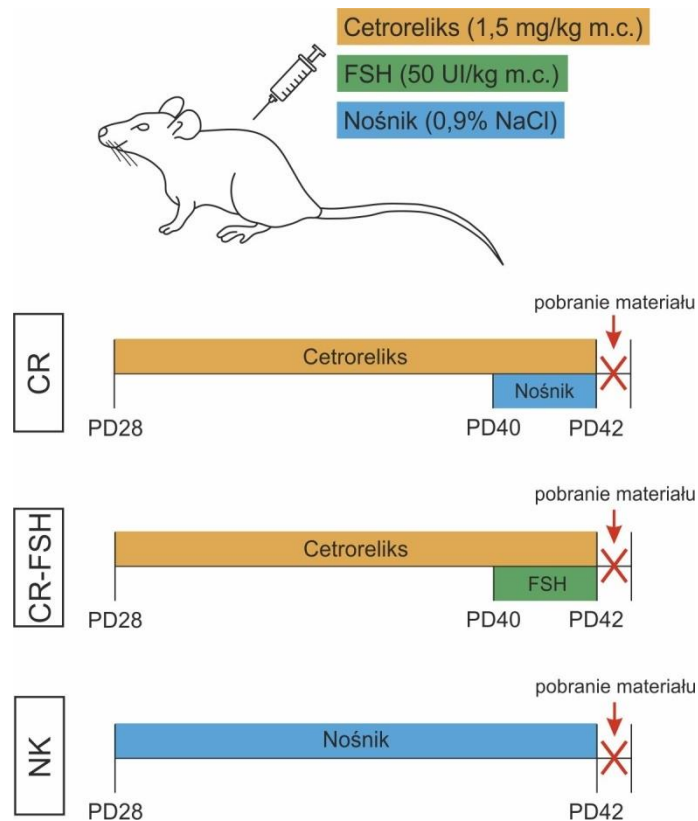 Cetroreliks (1,5 mg/kg m.c.)
FSH (50 UI/kg m.c.)
Nośnik (0,9% NaCl)
pobranie materiału
CR
Cetroreliks
Nośnik
PD28
PD40
PD42
pobranie materiału
CR-FSH
Cetroreliks
FSH
PD28
PD40
PD42
pobranie materiału
NK
Nośnik
PD28
PD42